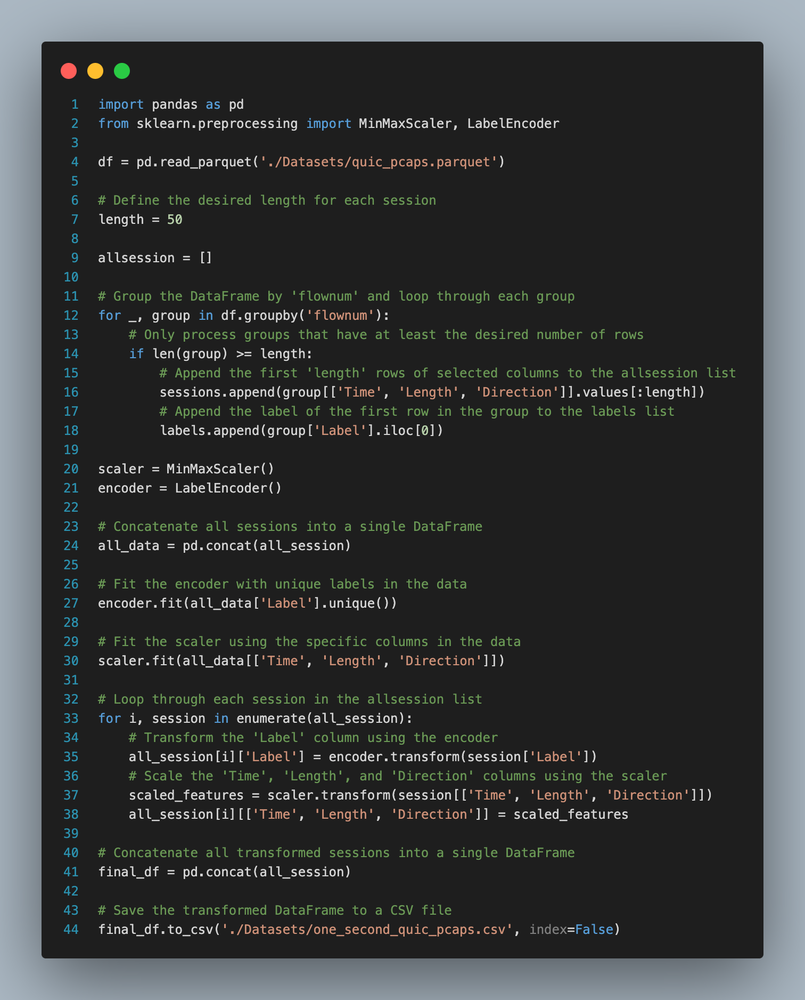 1 import pandas as pd
2 from sklearn.preprocessing import MinMaxScaler, LabelEncoder
3
4 df = pd.read_parquet('./Datasets/quic_pcaps.parquet')
5
6 # Define the desired length for each session
7 length = 50
8
9 allsession = []
10
11 # Group the DataFrame by 'flownum' and loop through each group
12 for _, group in df.groupby('flownum'):
13     # Only process groups that have at least the desired number of rows
14     if len(group) >= length:
15         # Append the first 'length' rows of selected columns to the allsession list
16         sessions.append(group[['Time', 'Length', 'Direction']].values[:length])
17         # Append the label of the first row in the group to the labels list
18         labels.append(group['Label'].iloc[0])
19
20 scaler = MinMaxScaler()
21 encoder = LabelEncoder()
22
23 # Concatenate all sessions into a single DataFrame
24 all_data = pd.concat(all_session)
25
26 # Fit the encoder with unique labels in the data
27 encoder.fit(all_data['Label'].unique())
28
29 # Fit the scaler using the specific columns in the data
30 scaler.fit(all_data[['Time', 'Length', 'Direction']])
31
32 # Loop through each session in the allsession list
33 for i, session in enumerate(all_session):
34     # Transform the 'Label' column using the encoder
35     all_session[i]['Label'] = encoder.transform(session['Label'])
36     # Scale the 'Time', 'Length', and 'Direction' columns using the scaler
37     scaled_features = scaler.transform(session[['Time', 'Length', 'Direction']])
38     all_session[i][['Time', 'Length', 'Direction']] = scaled_features
39
40 # Concatenate all transformed sessions into a single DataFrame
41 final_df = pd.concat(all_session)
42
43 # Save the transformed DataFrame to a CSV file
44 final_df.to_csv('./Datasets/one_second_quic_pcaps.csv', index=False)